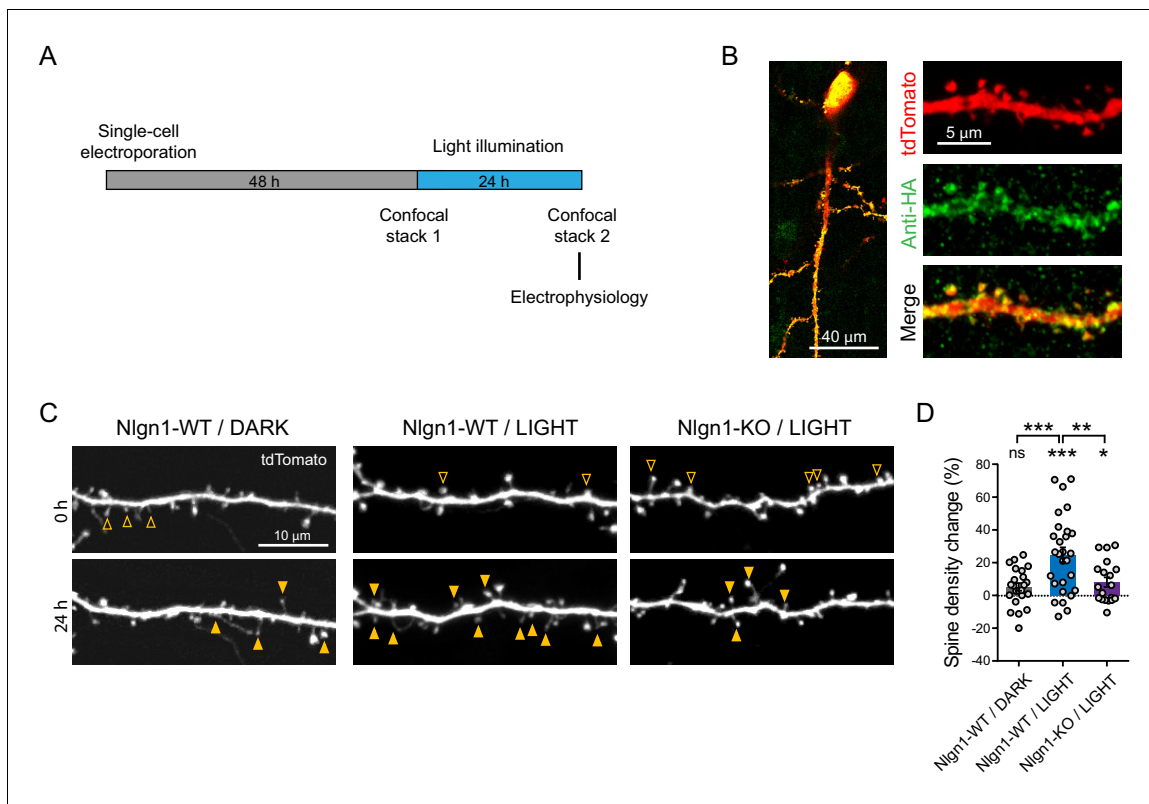 A
Single-cell
electroporation
Light illumination
48 h
24 h
Confocal
stack 1
Confocal
stack 2
Electrophysiology
B
40 µm
tdTomato
5 µm
Anti-HA
Merge
C
Nlgn1-WT / DARK
Nlgn1-WT / LIGHT
Nlgn1-KO / LIGHT
tdTomato
0 h
10 µm
24 h
D
*** **
ns *** *
Spine density change (%)
80
60
40
20
0
-20
-40
Nlgn1-WT / DARK
Nlgn1-WT / LIGHT
Nlgn1-KO / LIGHT